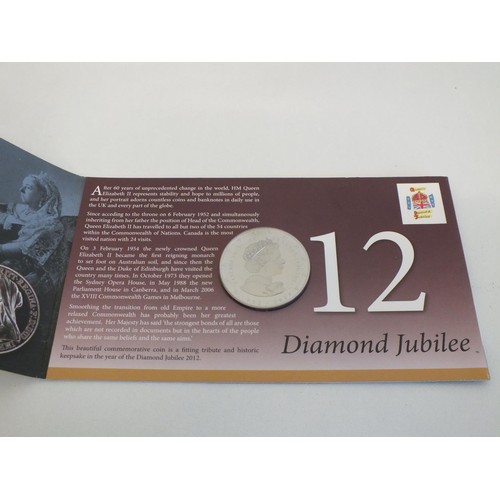 After 60 years of unprecedented change in the world, HM Queen
Elizabeth II represents stability and hope to millions of people,
and her portrait adorns countless coins and banknotes in daily use in
the UK and every part of the globe.
Since acceding to the throne on 6 February 1952 and simultaneously
inheriting from her father the position of Head of the Commonwealth,
Queen Elizabeth II has travelled to all but two of the 54 countries
within the Commonwealth of Nations. Canada is the most
visited nation with 24 visits.
On 3 February 1954 the newly crowned Queen
Elizabeth II became the first reigning monarch
to set foot on Australian soil, and since then the
Queen and the Duke of Edinburgh have visited the
country many times. In October 1973 they opened
the Sydney Opera House, in May 1988 the new
Parliament House in Canberra, and in March 2006
the XVIII Commonwealth Games in Melbourne.
Smoothing the transition from old Empire to a more
relaxed Commonwealth has probably been her greatest
achievement. Her Majesty has said 'the strongest bonds of all are those
which are not recorded in documents but in the hearts of the people
who share the same beliefs and the same aims'.
This beautiful commemorative coin is a fitting tribute and historic
keepsake in the year of the Diamond Jubilee 2012.
12
Diamond Jubilee